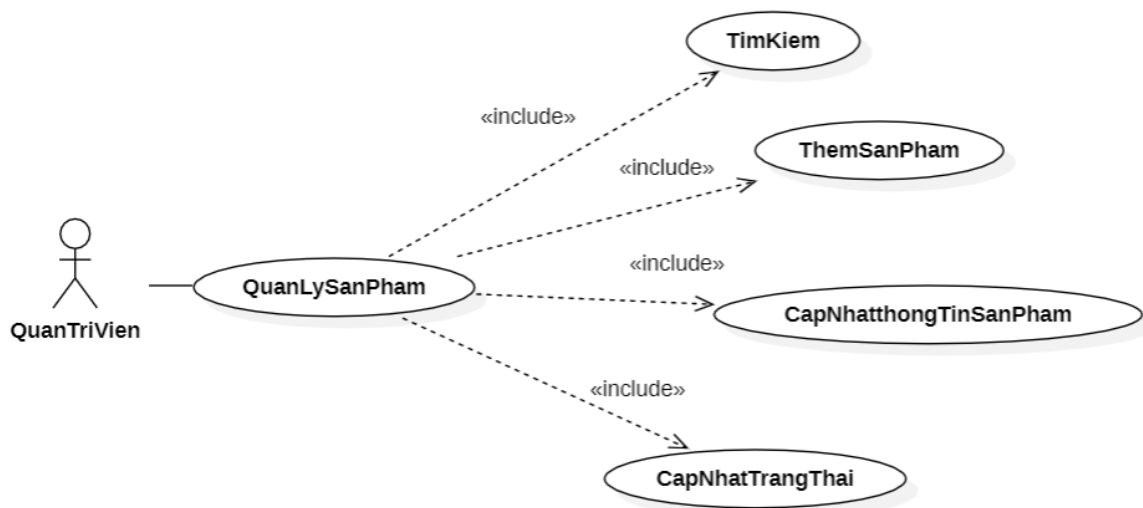 TimKiem
«include»
ThemSanPham
«include»
«include»
QuanLySanPham
CapNhatthongTinSanPham
QuanTriVien
«include»
CapNhatTrangThai